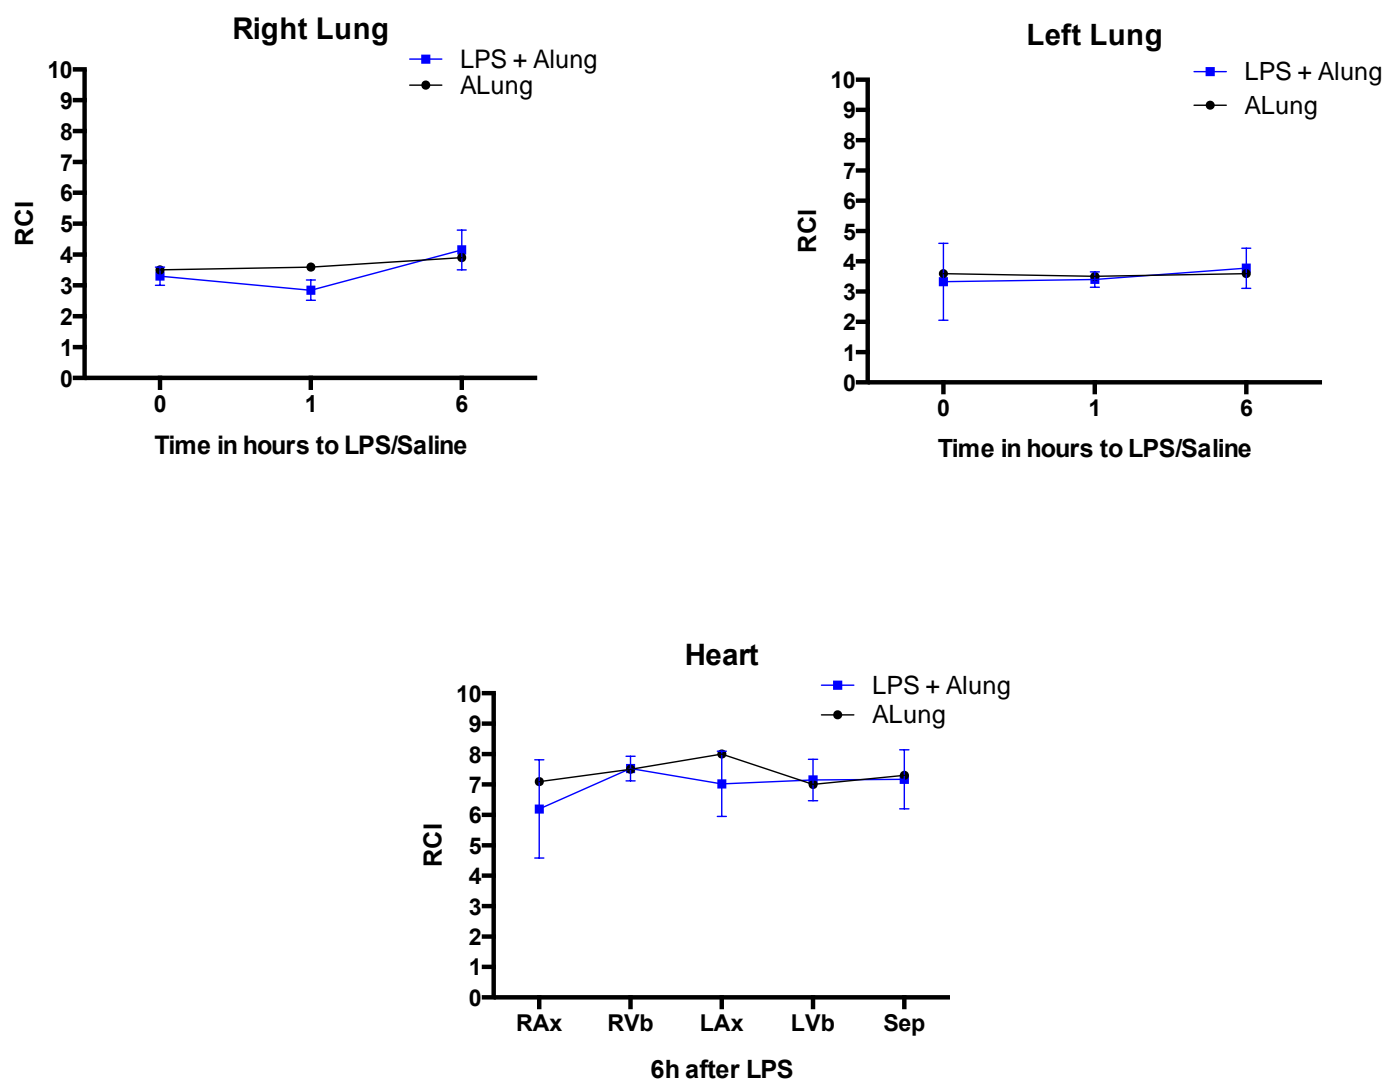 Right Lung
LPS + Alung
ALung
10
9
8
7
6
5
4
3
2
1
0
RCI
0 1 6
Time in hours to LPS/Saline
Left Lung
LPS + Alung
ALung
10
9
8
7
6
5
4
3
2
1
0
RCI
0 1 6
Time in hours to LPS/Saline
Heart
LPS + Alung
ALung
10
9
8
7
6
5
4
3
2
1
0
RCI
RAx RVb LAx LVb Sep
6h after LPS